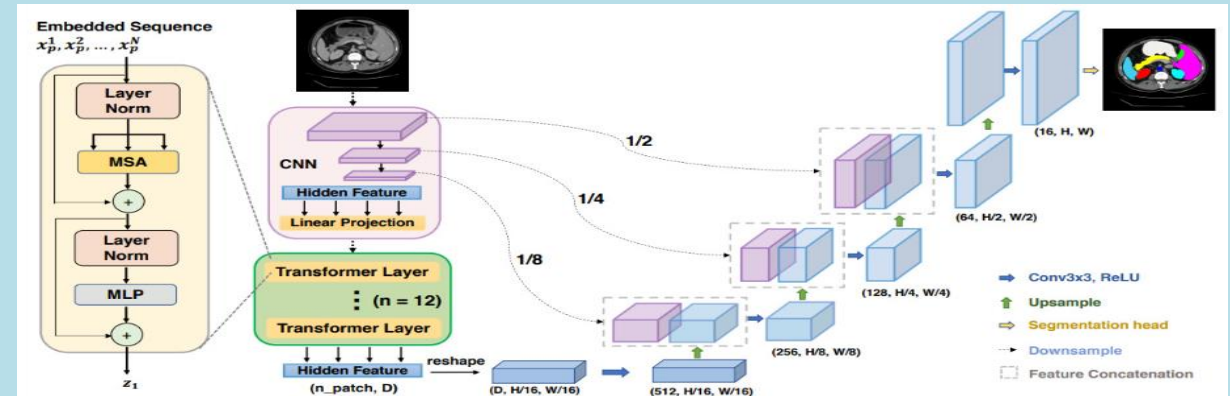 Embedded Sequence
x_p^1, x_p^2, ..., x_p^N
Layer
Norm
MSA
+
Layer
Norm
MLP
+
z_1
CNN
Hidden Feature
Linear Projection
Transformer Layer
(n = 12)
Transformer Layer
Hidden Feature
(n_patch, D)
reshape
(D, H/16, W/16)
(512, H/16, W/16)
1/2
1/4
1/8
(256, H/8, W/8)
(128, H/4, W/4)
(64, H/2, W/2)
(16, H, W)
Conv3x3, ReLU
Upsample
Segmentation head
Downsample
Feature Concatenation